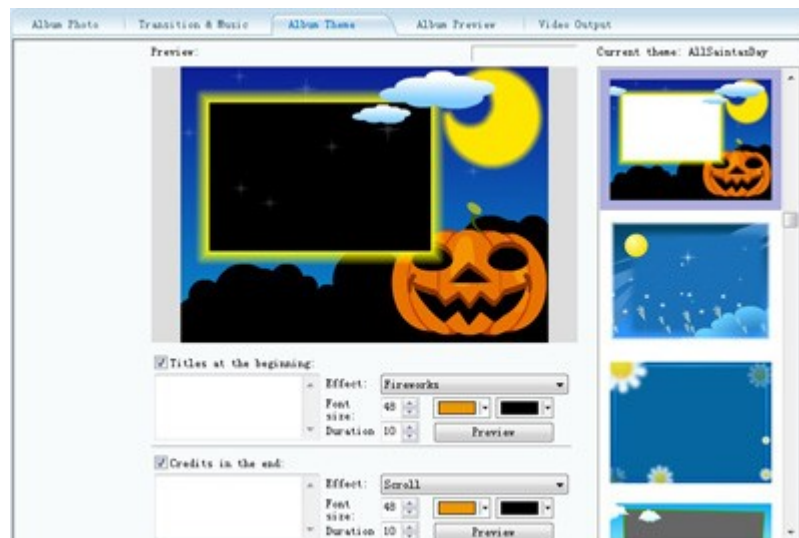 Album Photo Transition & Music Album Theme Album Preview Video Output
Preview: Current theme: AllSaintasDay
Titles at the beginning:
Effect: Fireworks
Font size: 48
Duration 10 Preview
Credits in the end:
Effect: Scroll
Font size: 48
Duration 10 Preview